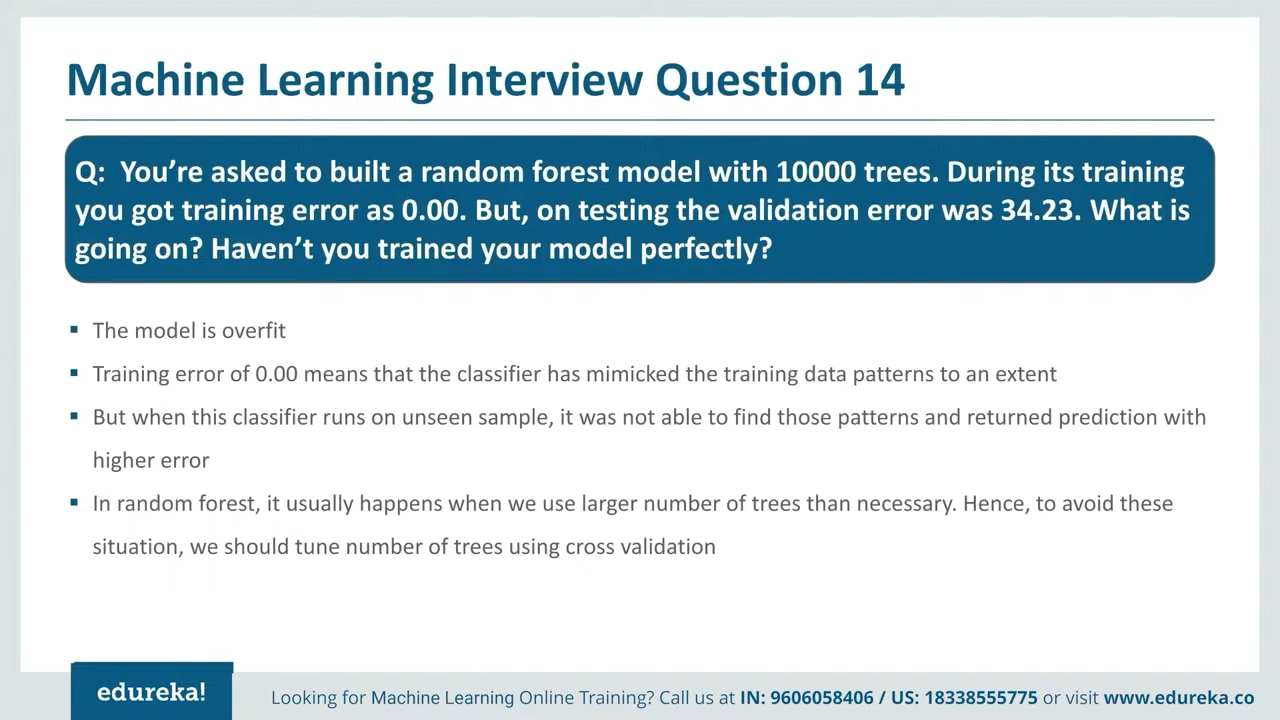 Machine Learning Interview Question 14
Q:  You’re asked to built a random forest model with 10000 trees. During its training
you got training error as 0.00. But, on testing the validation error was 34.23. What is
going on? Haven’t you trained your model perfectly?
▪ The model is overfit
▪ Training error of 0.00 means that the classifier has mimicked the training data patterns to an extent
▪ But when this classifier runs on unseen sample, it was not able to find those patterns and returned prediction with
higher error
▪ In random forest, it usually happens when we use larger number of trees than necessary. Hence, to avoid these
situation, we should tune number of trees using cross validation
edureka!
Looking for Machine Learning Online Training? Call us at IN: 9606058406 / US: 18338555775 or visit www.edureka.co